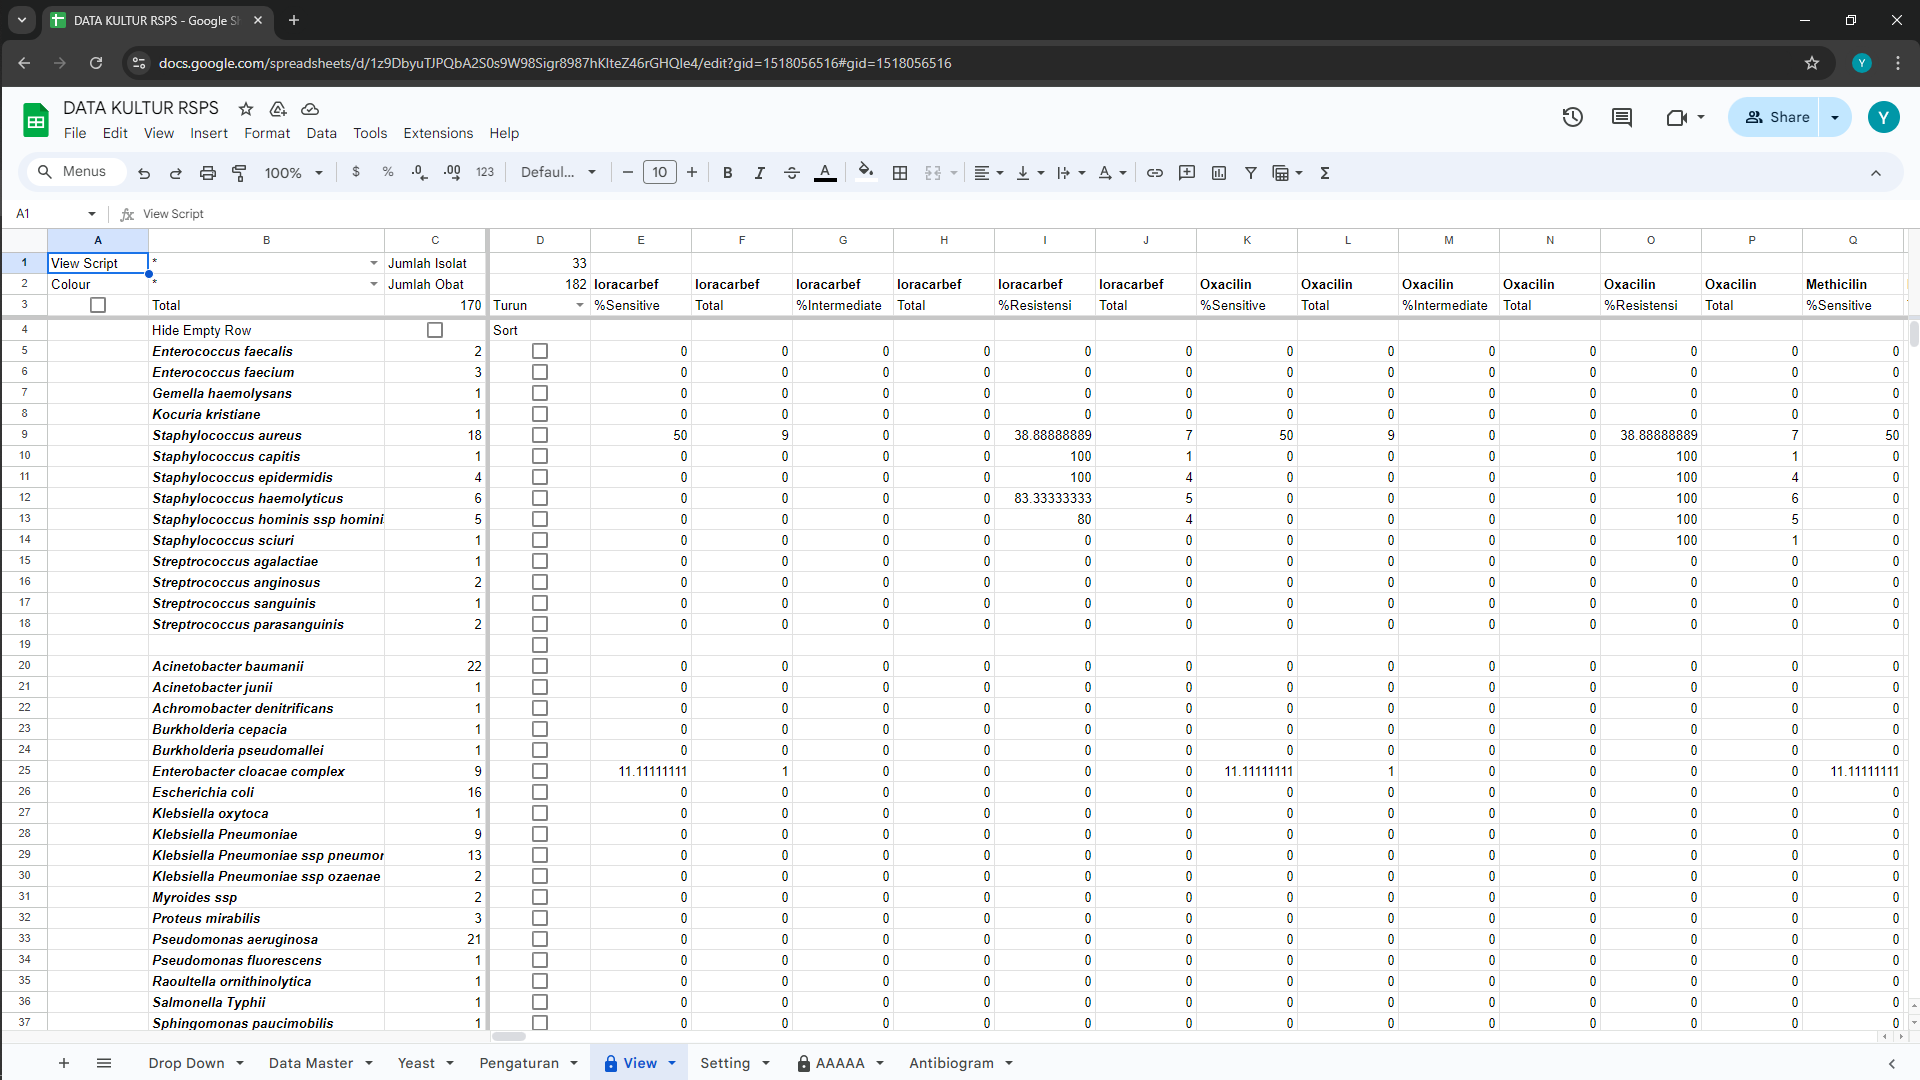 DATA KULTUR RSPS - Google S
docs.google.com/spreadsheets/d/1z9DbyuTJPQbA2S0s9W98Sigr8987hKIteZ46rGHQle4/edit?gid=1518056516#gid=1518056516
Y
DATA KULTUR RSPS
File Edit View Insert Format Data Tools Extensions Help
Share
Y
Menus 100% $ % .0 .00 123 Defaul... 10 B I A
A1 fx View Script
A B C D E F G H I J K L M N O P Q
1 View Script * Jumlah Isolat 33
2 Colour * Jumlah Obat 182 loracarbef loracarbef loracarbef loracarbef loracarbef loracarbef Oxacilin Oxacilin Oxacilin Oxacilin Oxacilin Oxacilin Methicilin
3 Total 170 Turun %Sensitive Total %Intermediate Total %Resistensi Total %Sensitive Total %Intermediate Total %Resistensi Total %Sensitive
4 Hide Empty Row Sort
5 Enterococcus faecalis 2 0 0 0 0 0 0 0 0 0 0 0 0 0
6 Enterococcus faecium 3 0 0 0 0 0 0 0 0 0 0 0 0 0
7 Gemella haemolysans 1 0 0 0 0 0 0 0 0 0 0 0 0 0
8 Kocuria kristiane 1 0 0 0 0 0 0 0 0 0 0 0 0 0
9 Staphylococcus aureus 18 50 9 0 0 38.88888889 7 50 9 0 0 38.88888889 7 50
10 Staphylococcus capitis 1 0 0 0 0 100 1 0 0 0 0 100 1 0
11 Staphylococcus epidermidis 4 0 0 0 0 100 4 0 0 0 0 100 4 0
12 Staphylococcus haemolyticus 6 0 0 0 0 83.33333333 5 0 0 0 0 100 6 0
13 Staphylococcus hominis ssp homini 5 0 0 0 0 80 4 0 0 0 0 100 5 0
14 Staphylococcus sciuri 1 0 0 0 0 0 0 0 0 0 0 100 1 0
15 Streptrococcus agalactiae 1 0 0 0 0 0 0 0 0 0 0 0 0 0
16 Streptrococcus anginosus 2 0 0 0 0 0 0 0 0 0 0 0 0 0
17 Streptrococcus sanguinis 1 0 0 0 0 0 0 0 0 0 0 0 0 0
18 Streptrococcus parasanguinis 2 0 0 0 0 0 0 0 0 0 0 0 0 0
19
20 Acinetobacter baumanii 22 0 0 0 0 0 0 0 0 0 0 0 0 0
21 Acinetobacter junii 1 0 0 0 0 0 0 0 0 0 0 0 0 0
22 Achromobacter denitrificans 1 0 0 0 0 0 0 0 0 0 0 0 0 0
23 Burkholderia cepacia 1 0 0 0 0 0 0 0 0 0 0 0 0 0
24 Burkholderia pseudomallei 1 0 0 0 0 0 0 0 0 0 0 0 0 0
25 Enterobacter cloacae complex 9 11.11111111 1 0 0 0 0 11.11111111 1 0 0 0 0 11.11111111
26 Escherichia coli 16 0 0 0 0 0 0 0 0 0 0 0 0 0
27 Klebsiella oxytoca 1 0 0 0 0 0 0 0 0 0 0 0 0 0
28 Klebsiella Pneumoniae 9 0 0 0 0 0 0 0 0 0 0 0 0 0
29 Klebsiella Pneumoniae ssp pneumor 13 0 0 0 0 0 0 0 0 0 0 0 0 0
30 Klebsiella Pneumoniae ssp ozaenae 2 0 0 0 0 0 0 0 0 0 0 0 0 0
31 Myroides ssp 2 0 0 0 0 0 0 0 0 0 0 0 0 0
32 Proteus mirabilis 3 0 0 0 0 0 0 0 0 0 0 0 0 0
33 Pseudomonas aeruginosa 21 0 0 0 0 0 0 0 0 0 0 0 0 0
34 Pseudomonas fluorescens 1 0 0 0 0 0 0 0 0 0 0 0 0 0
35 Raoultella ornithinolytica 1 0 0 0 0 0 0 0 0 0 0 0 0 0
36 Salmonella Typhii 1 0 0 0 0 0 0 0 0 0 0 0 0 0
37 Sphingomonas paucimobilis 1 0 0 0 0 0 0 0 0 0 0 0 0 0
Drop Down Data Master Yeast Pengaturan View Setting AAAAA Antibiogram